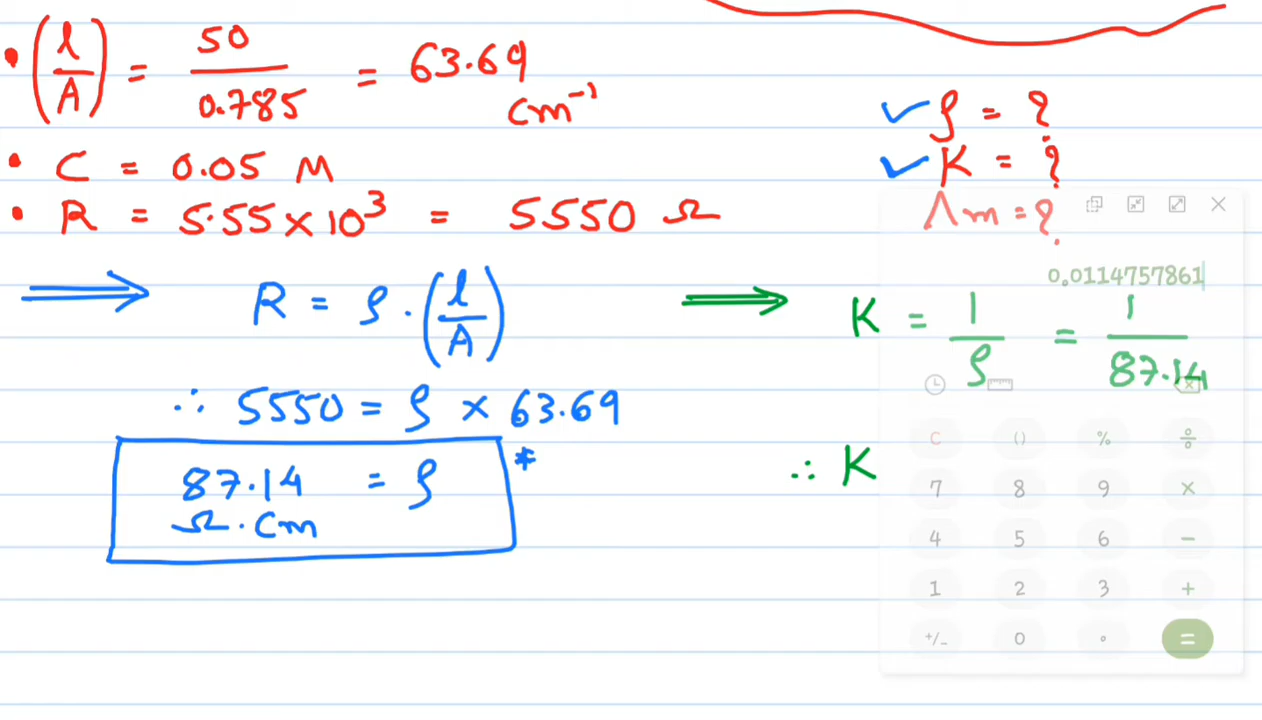 • (l/A) = 50/0.785 = 63.69 cm⁻¹
• C = 0.05 M
• R = 5.55 × 10³ = 5550 Ω
✓ ρ = ?
✓ K = ?
Λm = ?
⟹ R = ρ · (l/A)
∴ 5550 = ρ × 63.69
87.14 Ω · cm = ρ *
⟹ K = 1/ρ = 1/87.14
∴ K
0.0114757861
C () % ÷
7 8 9 ×
4 5 6 −
1 2 3 +
+/− 0 . =